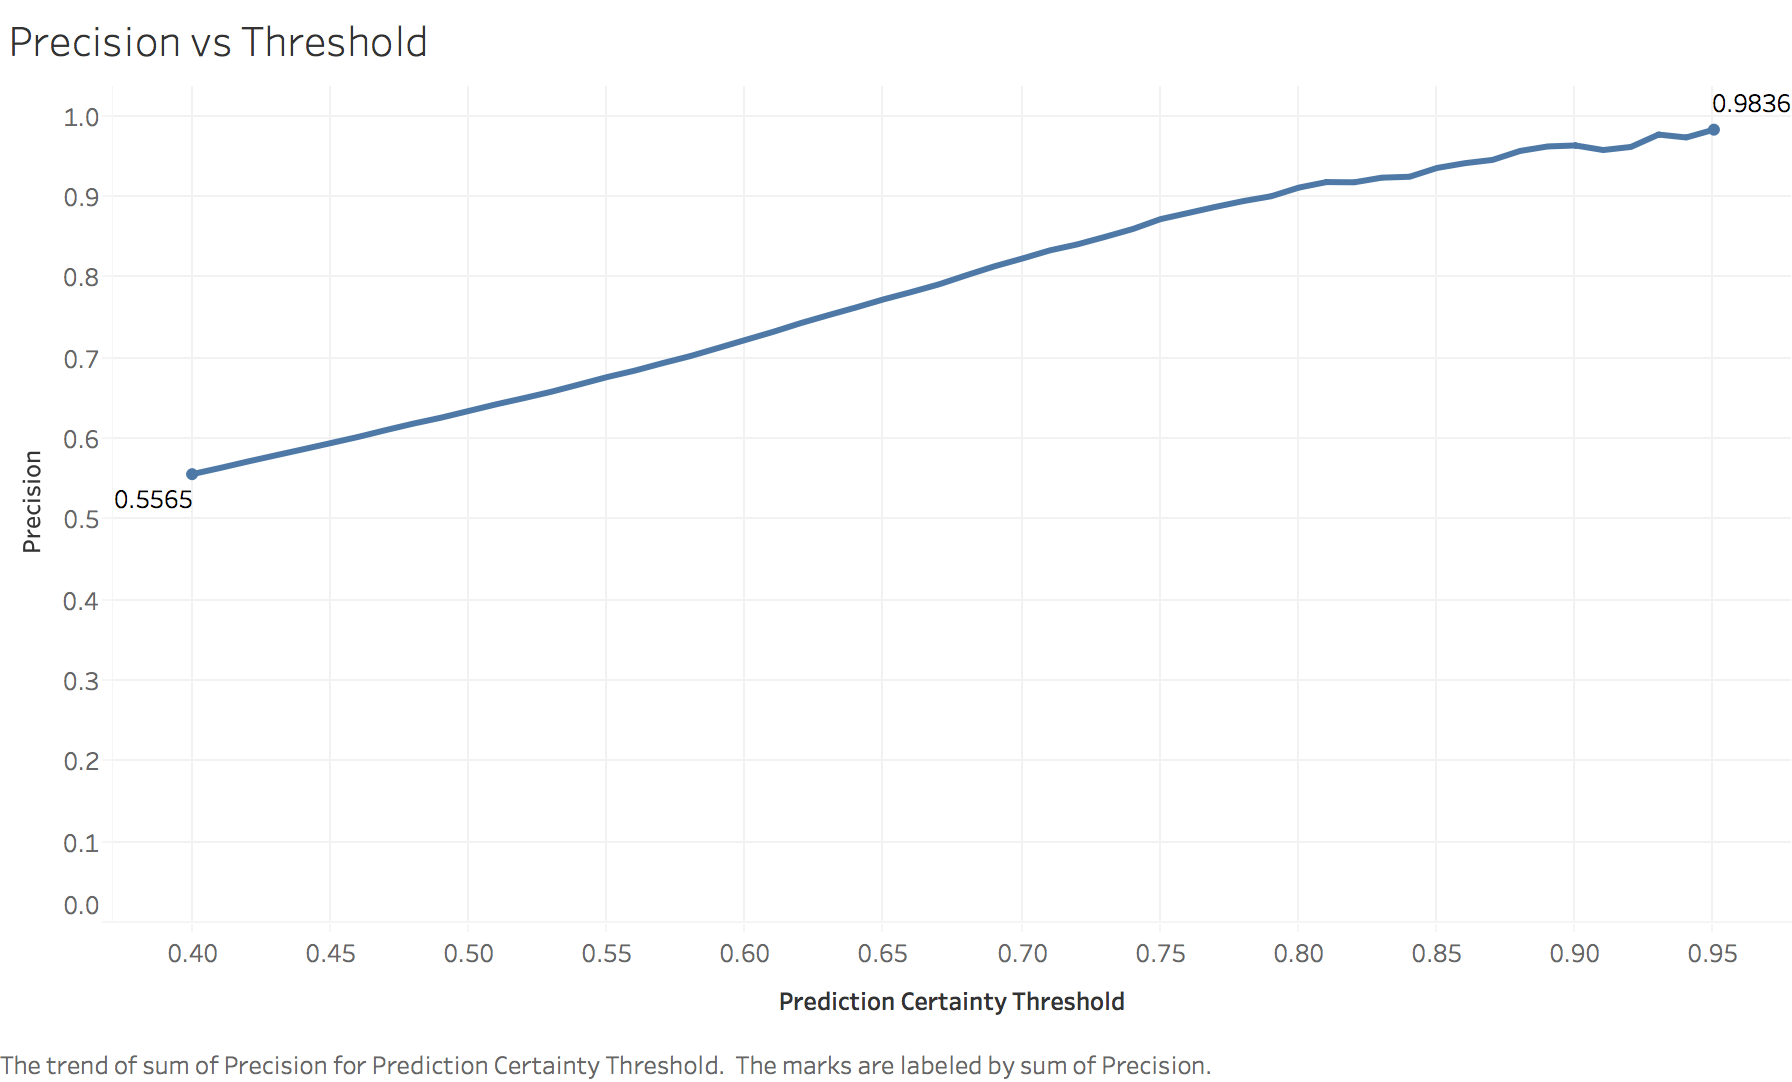 Precision vs Threshold
0.9836
1.0
0.9
0.8
0.7
0.6
0.5565
0.5
0.4
0.3
0.2
0.1
0.0
Precision
0.40 0.45 0.50 0.55 0.60 0.65 0.70 0.75 0.80 0.85 0.90 0.95
Prediction Certainty Threshold
The trend of sum of Precision for Prediction Certainty Threshold.  The marks are labeled by sum of Precision.